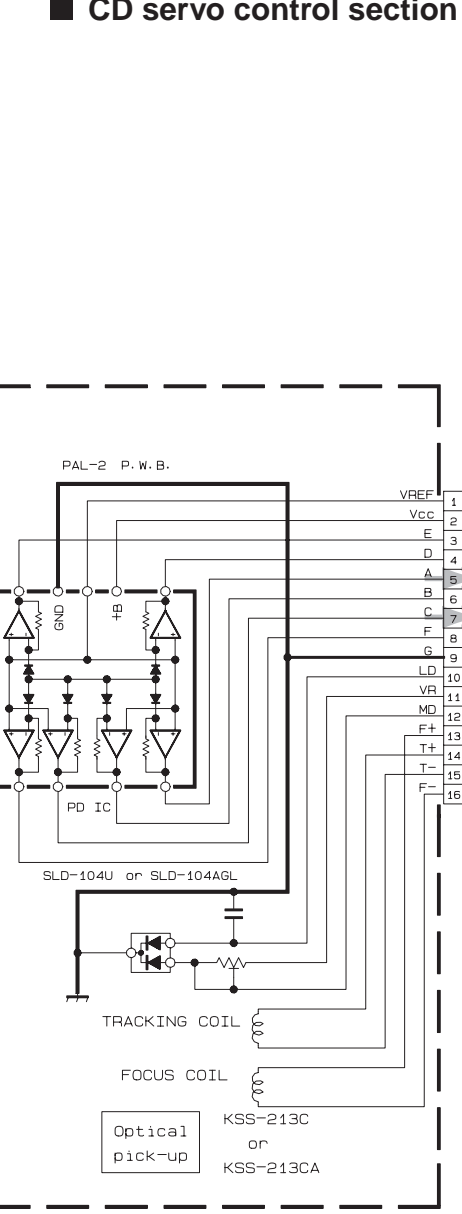 CD servo control section
PAL-2 P.W.B.
VREF 1
Vcc 2
E 3
D 4
A 5
B 6
C 7
F 8
G 9
LD 10
VR 11
MD 12
F+ 13
T+ 14
T- 15
F- 16
GND
+B
PD IC
SLD-104U or SLD-104AGL
TRACKING COIL
FOCUS COIL
Optical
pick-up
KSS-213C
or
KSS-213CA